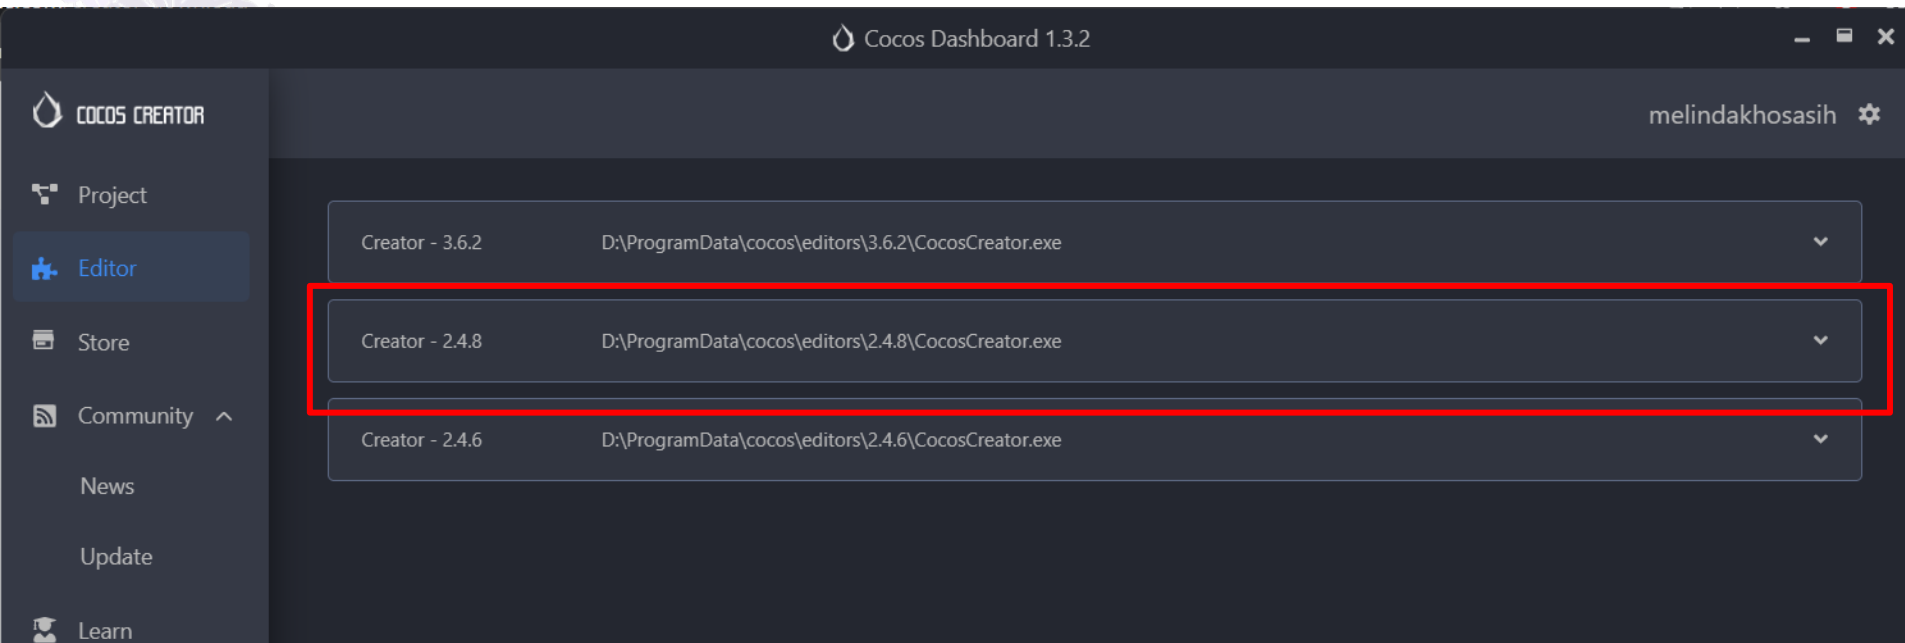 Cocos Dashboard 1.3.2
COCOS CREATOR
melindakhosasih
Project
Editor
Store
Community
News
Update
Learn
Creator - 3.6.2 D:\ProgramData\cocos\editors\3.6.2\CocosCreator.exe
Creator - 2.4.8 D:\ProgramData\cocos\editors\2.4.8\CocosCreator.exe
Creator - 2.4.6 D:\ProgramData\cocos\editors\2.4.6\CocosCreator.exe